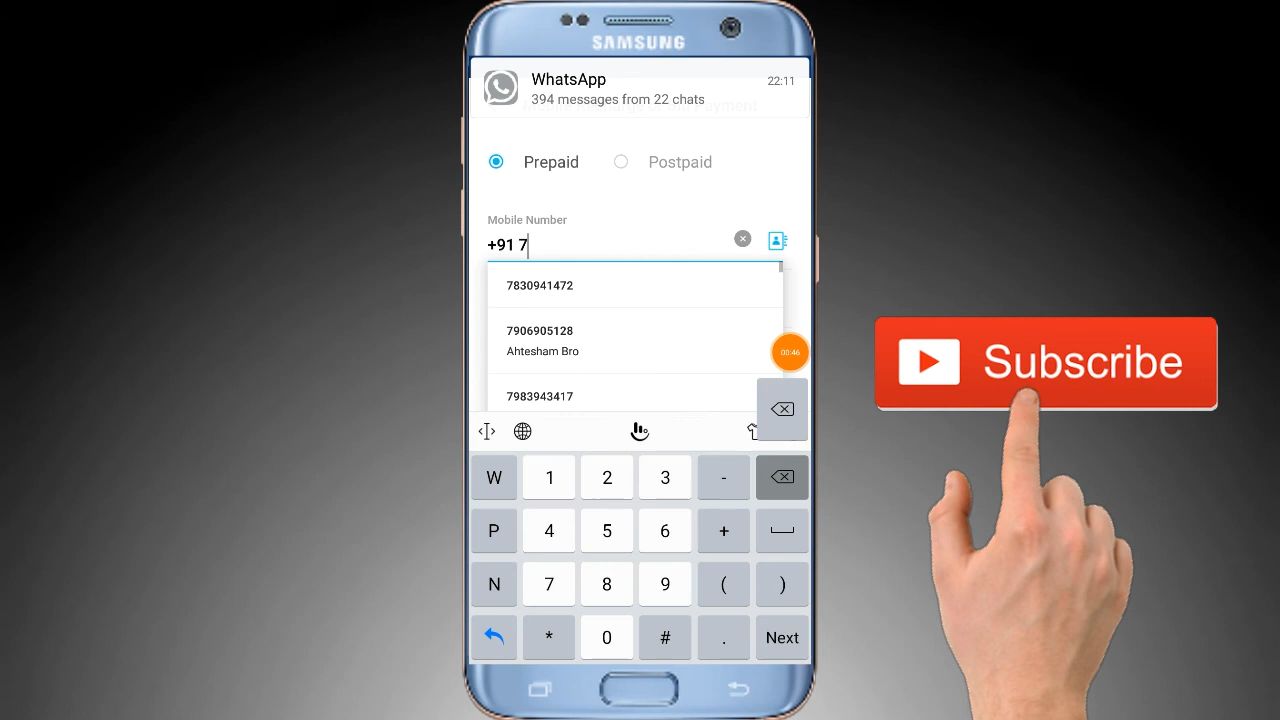 SAMSUNG
WhatsApp
22:11
394 messages from 22 chats
Prepaid
Postpaid
Mobile Number
+91 7
7830941472
7906905128
Ahtesham Bro
00:46
7983943417
W 1 2 3 -
P 4 5 6 +
N 7 8 9 ( )
* 0 # . Next
Subscribe